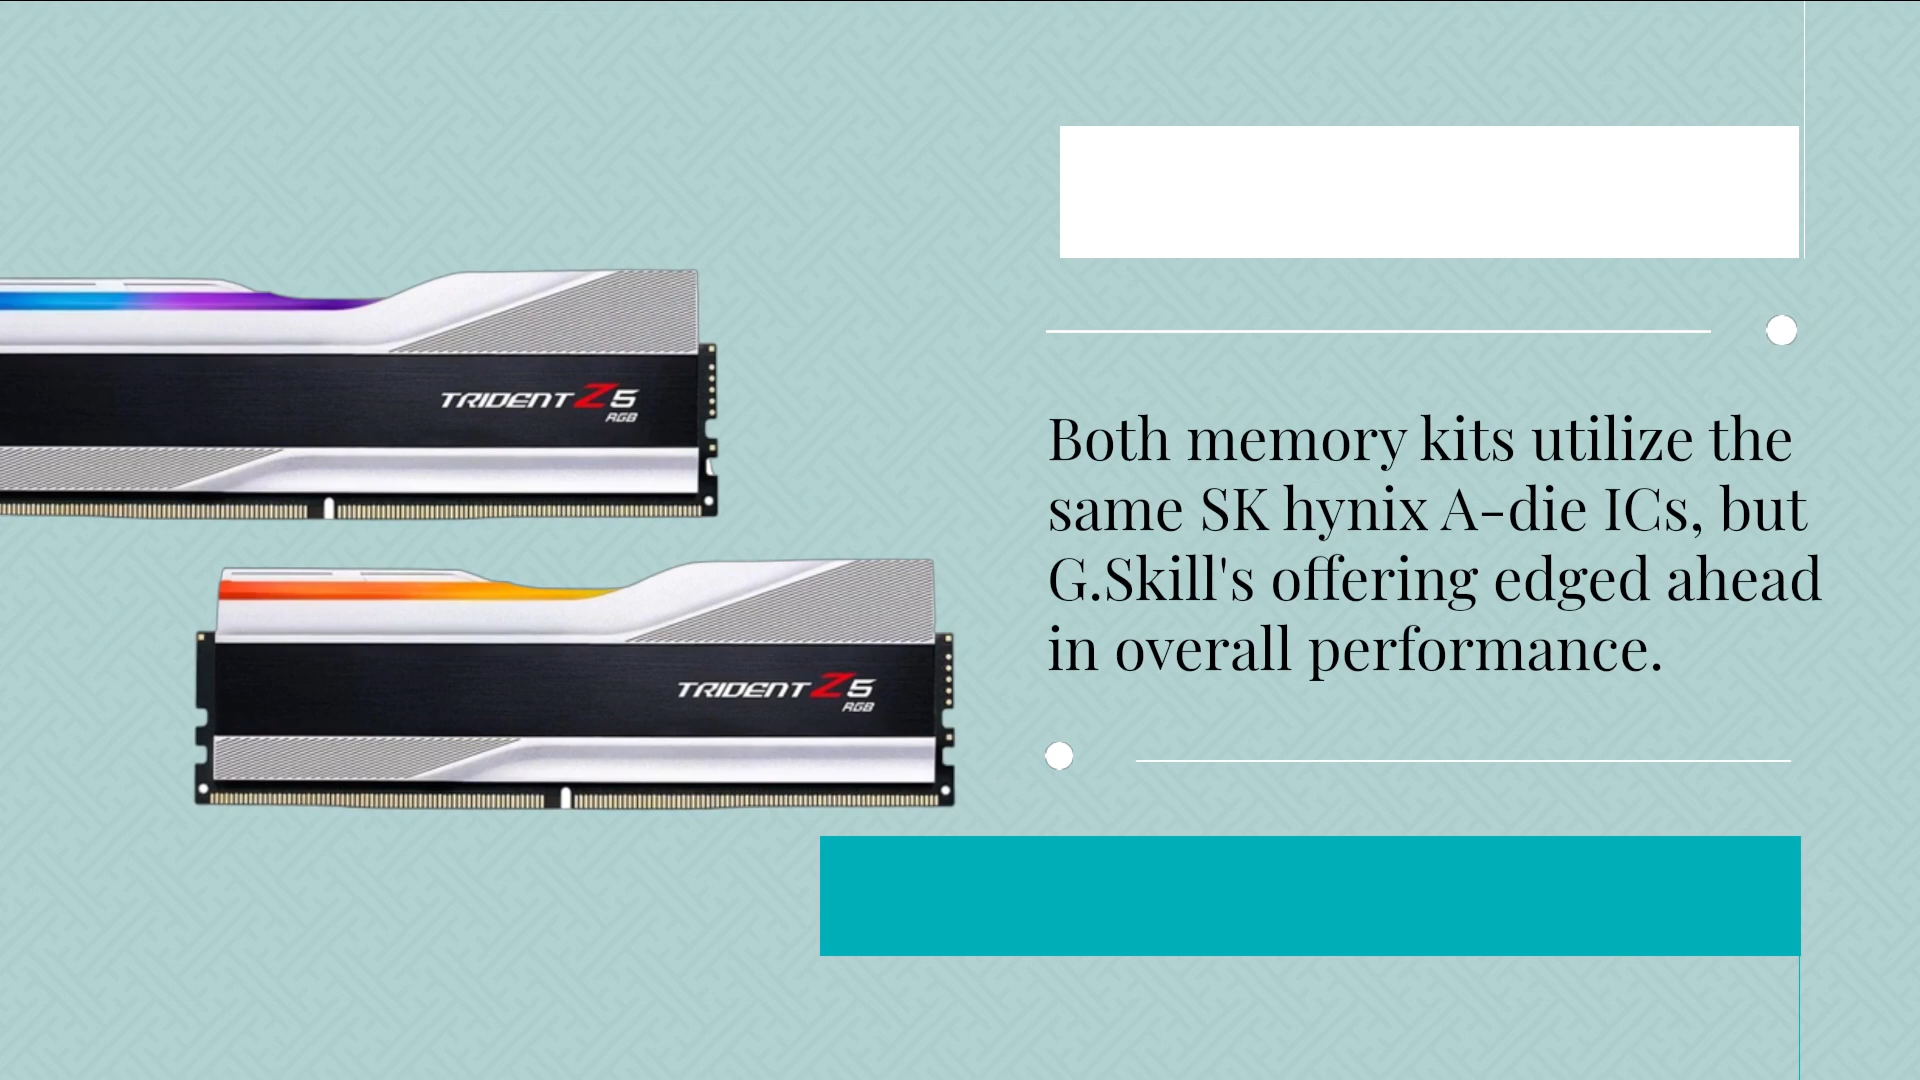 TRIDENT Z5
RGB
TRIDENT Z5
RGB
Both memory kits utilize the
same SK hynix A-die ICs, but
G.Skill's offering edged ahead
in overall performance.